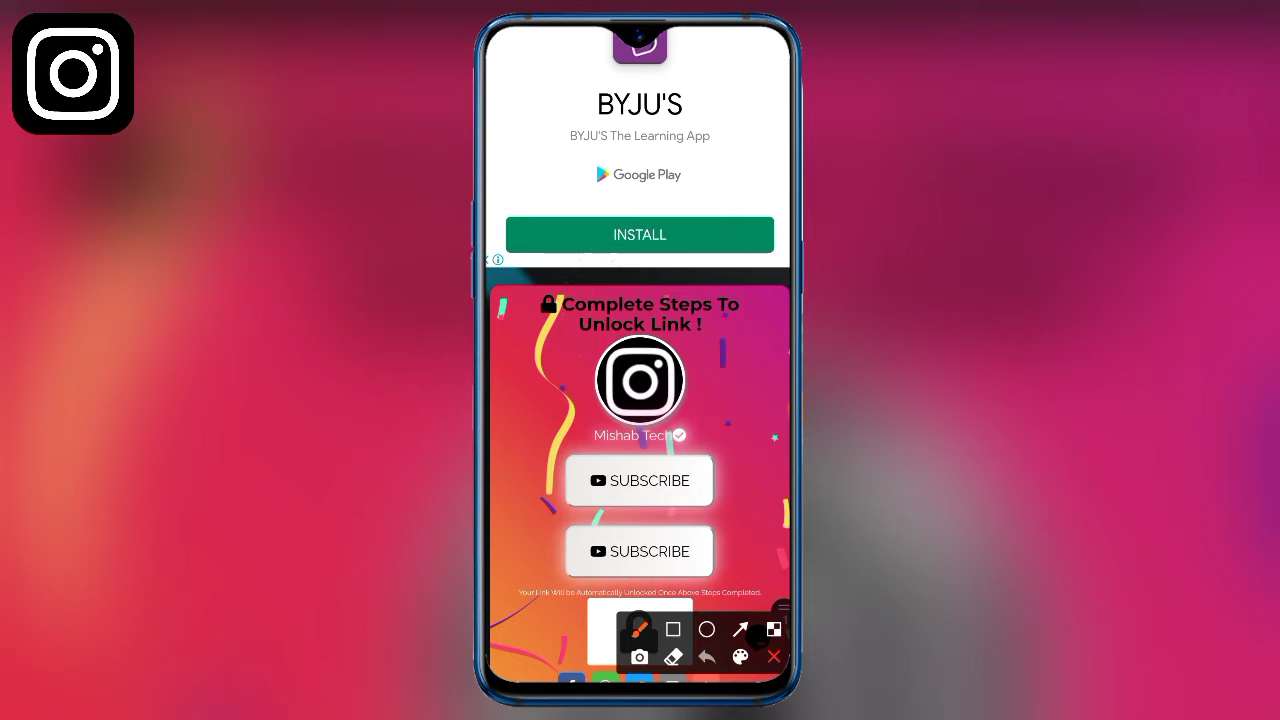 BYJU'S
BYJU'S The Learning App
Google Play
INSTALL
Complete Steps To
Unlock Link !
Mishab Tech
SUBSCRIBE
SUBSCRIBE
Your Link Will be Automatically Unlocked Once Above Steps Completed.